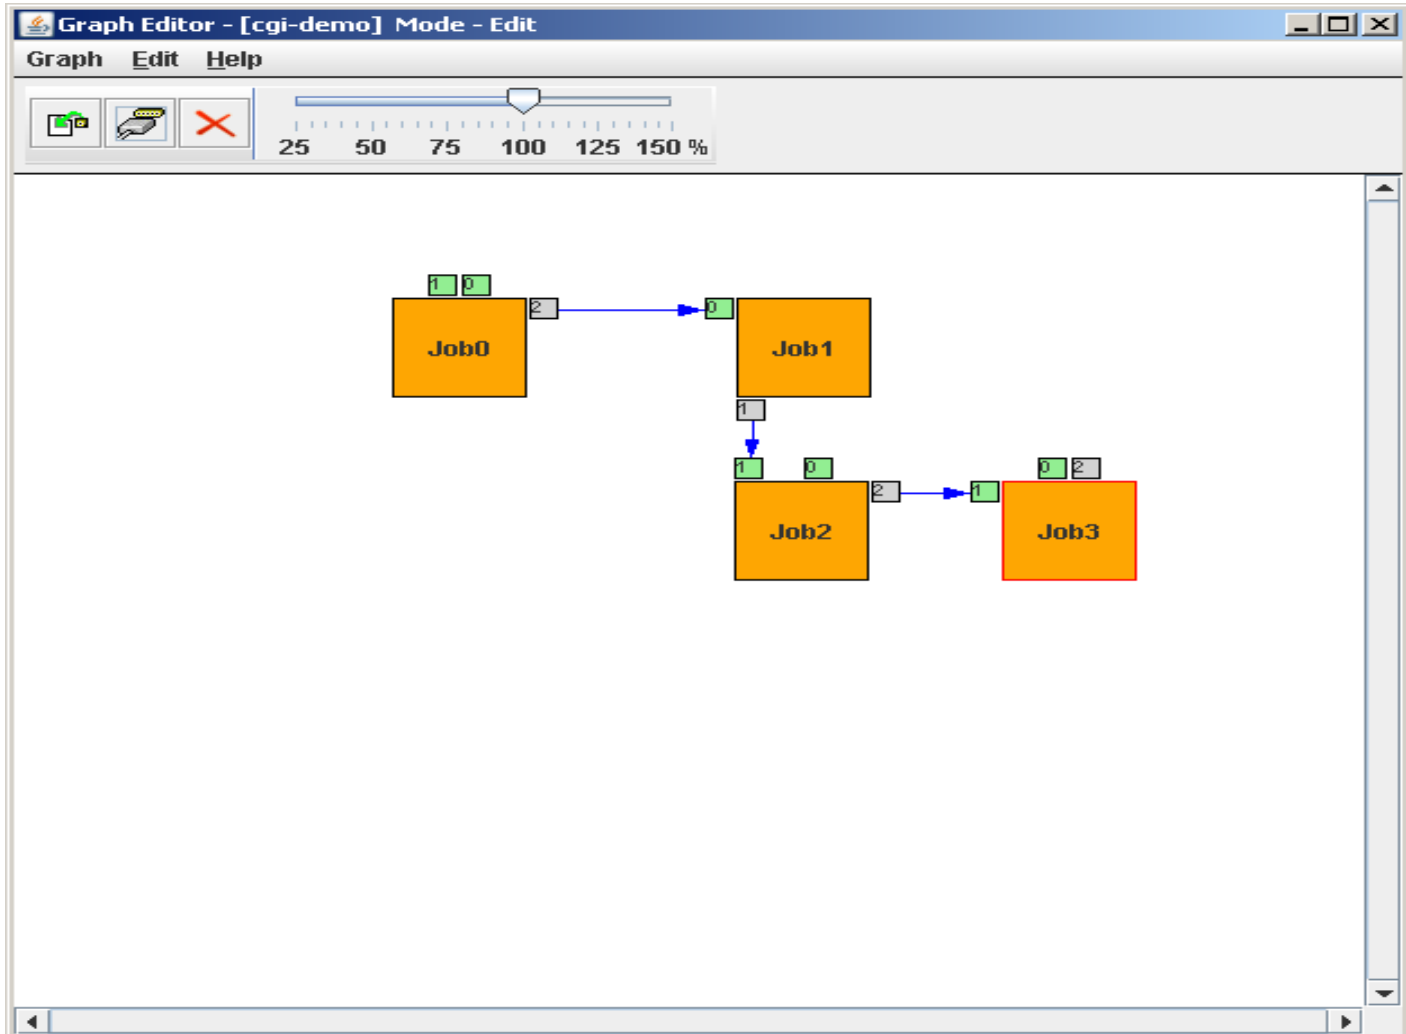 Graph Editor - [cgi-demo] Mode - Edit
Graph Edit Help
25 50 75 100 125 150 %
1 0
2 0
Job0 Job1
1
1 0 0 2
2 1
Job2 Job3